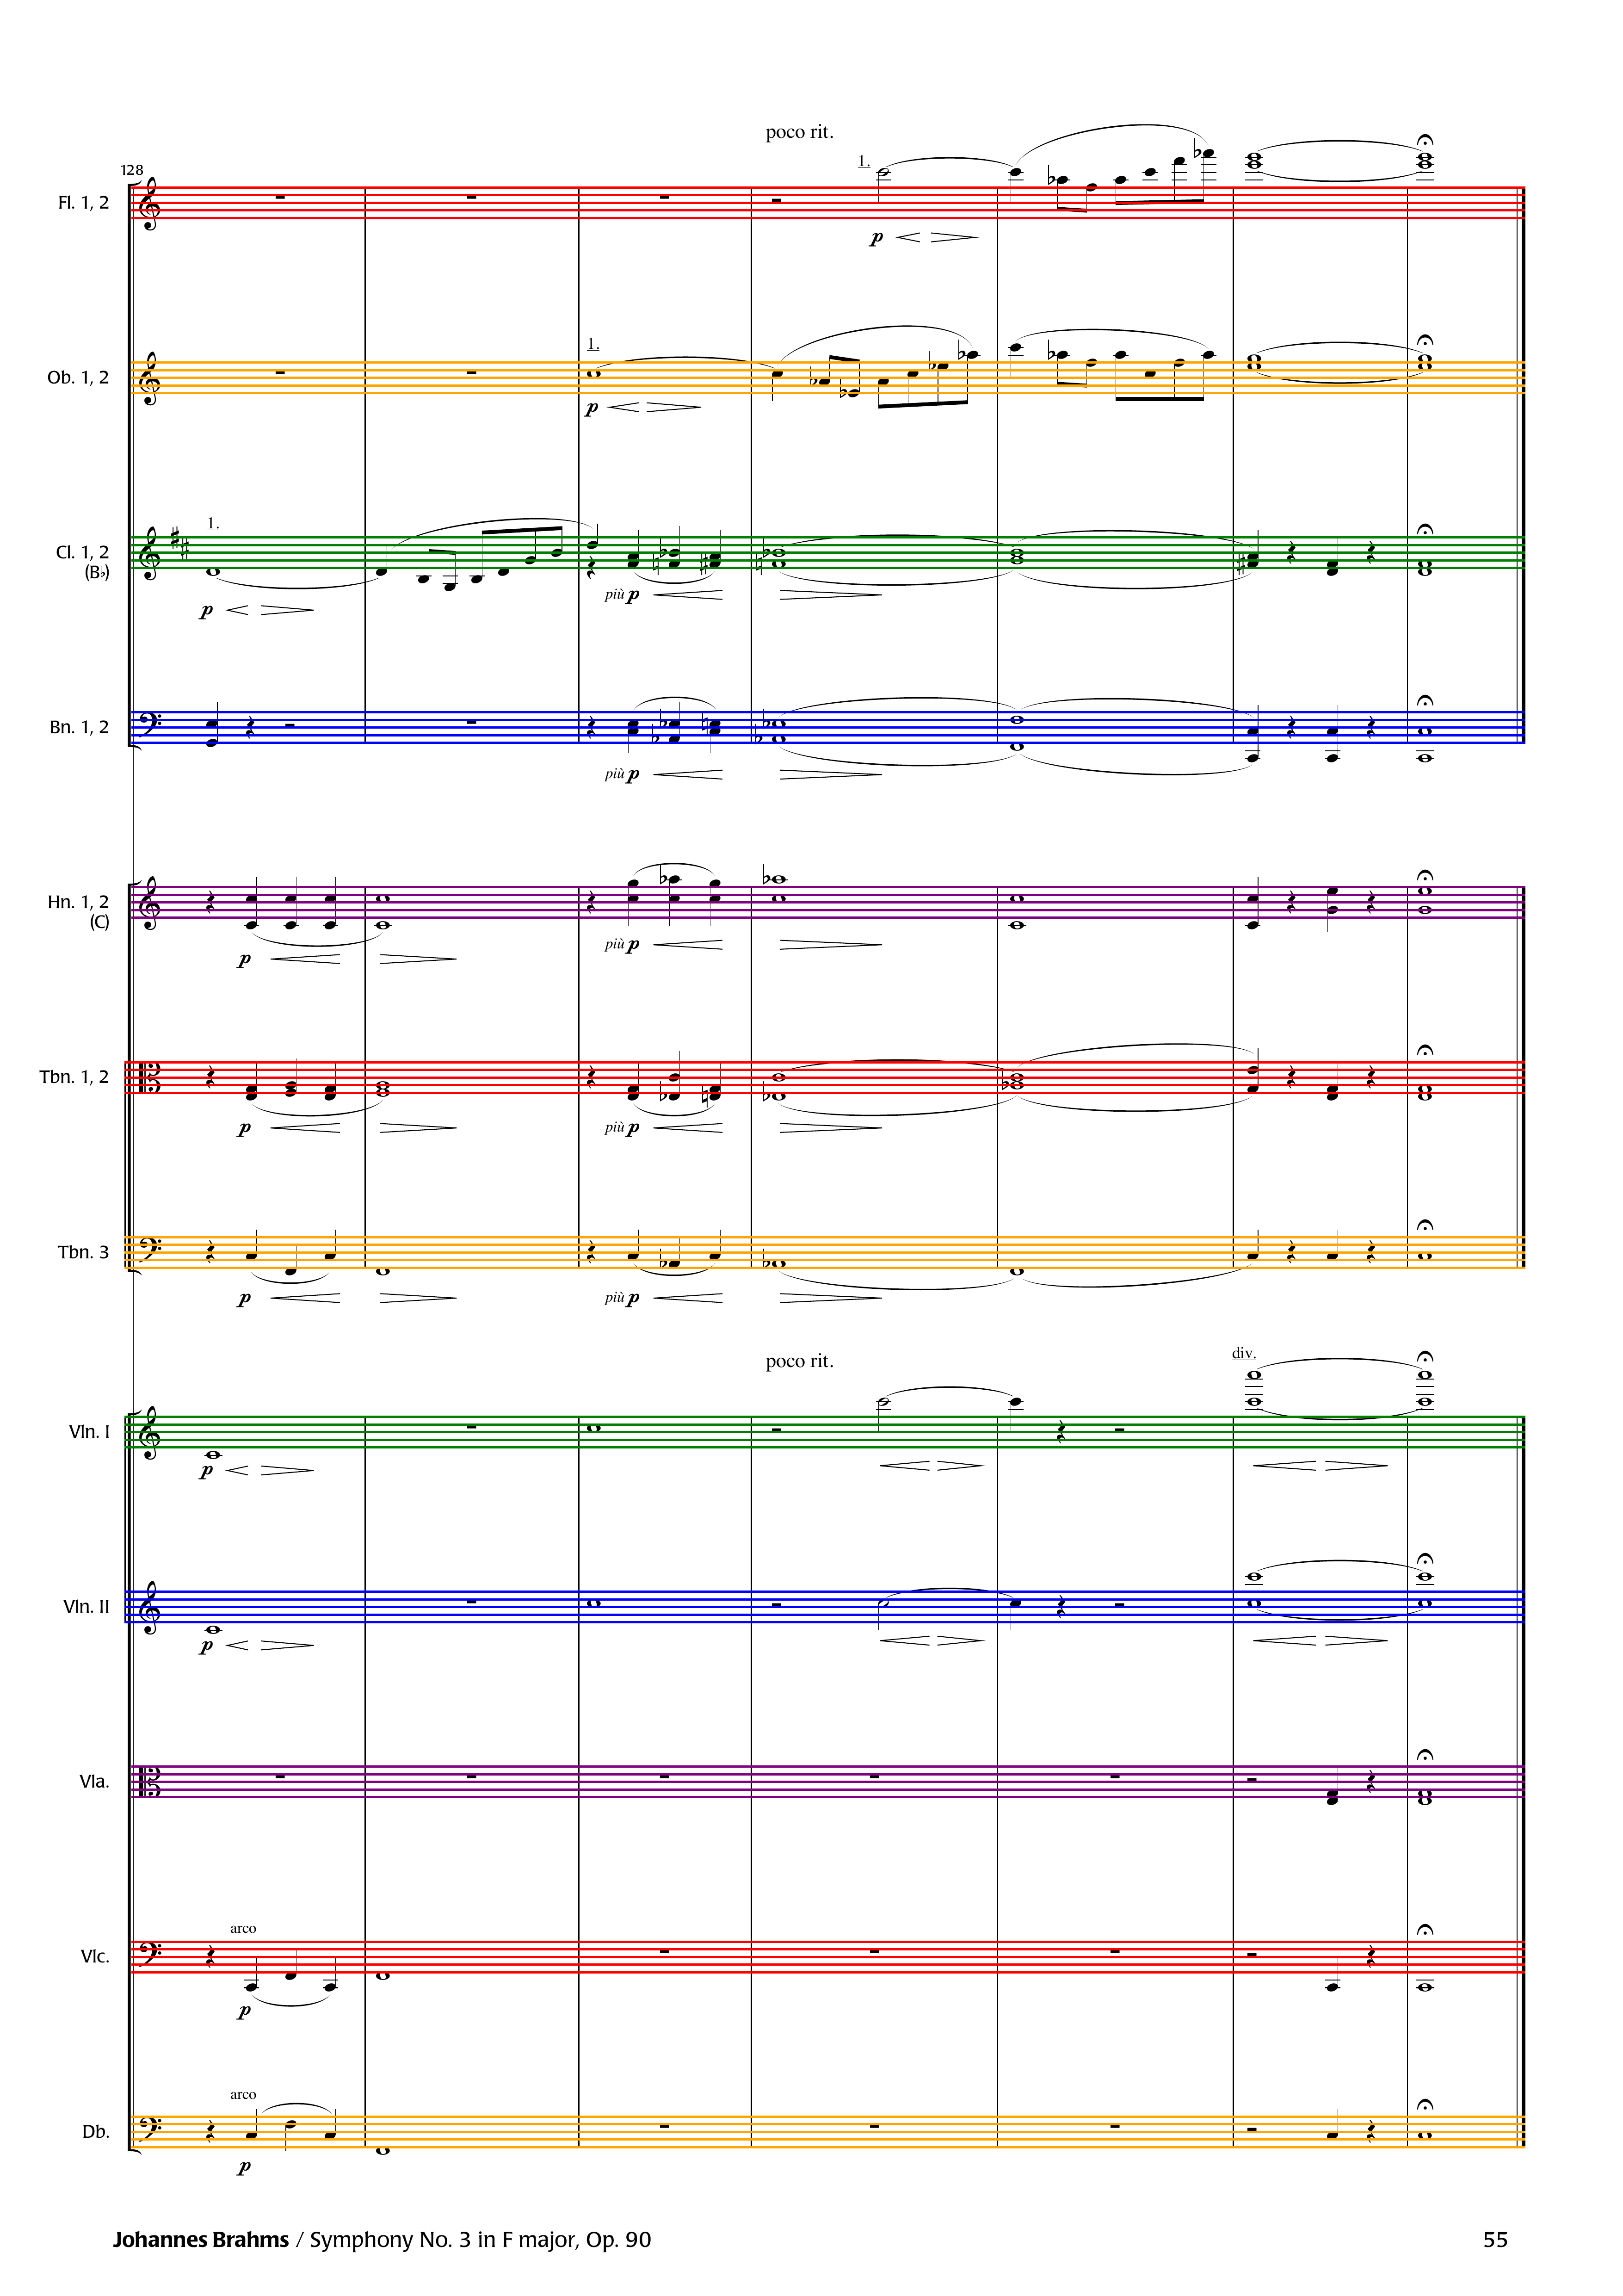 poco rit.
128
1.
Fl. 1, 2
p
1.
Ob. 1, 2
p
1.
Cl. 1, 2
(B♭)
più p
p
Bn. 1, 2
più p
Hn. 1, 2
(C)
p
più p
Tbn. 1, 2
p
più p
Tbn. 3
p
più p
poco rit.
div.
Vln. I
p
Vln. II
p
Vla.
arco
Vlc.
p
arco
Db.
p
Johannes Brahms / Symphony No. 3 in F major, Op. 90
55